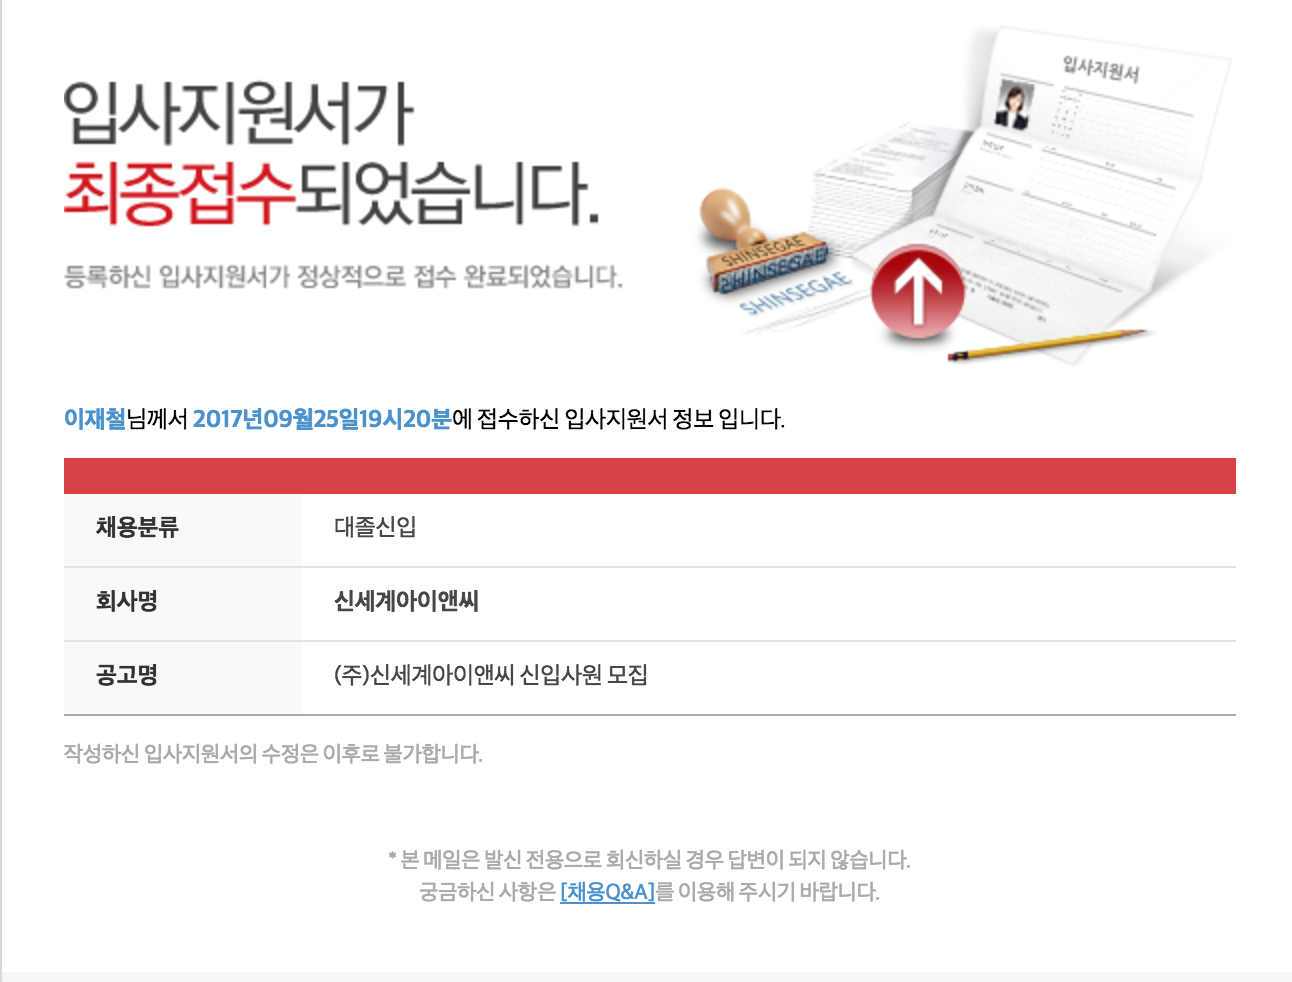 입사지원서가
최종접수되었습니다.
등록하신 입사지원서가 정상적으로 접수 완료되었습니다.
입사지원서
SHINSEGAE
SHINSEGAE
SHINSEGAE
이재철님께서 2017년09월25일19시20분에 접수하신 입사지원서 정보 입니다.
채용분류 대졸신입
회사명 신세계아이앤씨
공고명 (주)신세계아이앤씨 신입사원 모집
작성하신 입사지원서의 수정은 이후로 불가합니다.
* 본 메일은 발신 전용으로 회신하실 경우 답변이 되지 않습니다.
궁금하신 사항은 [채용Q&A]를 이용해 주시기 바랍니다.